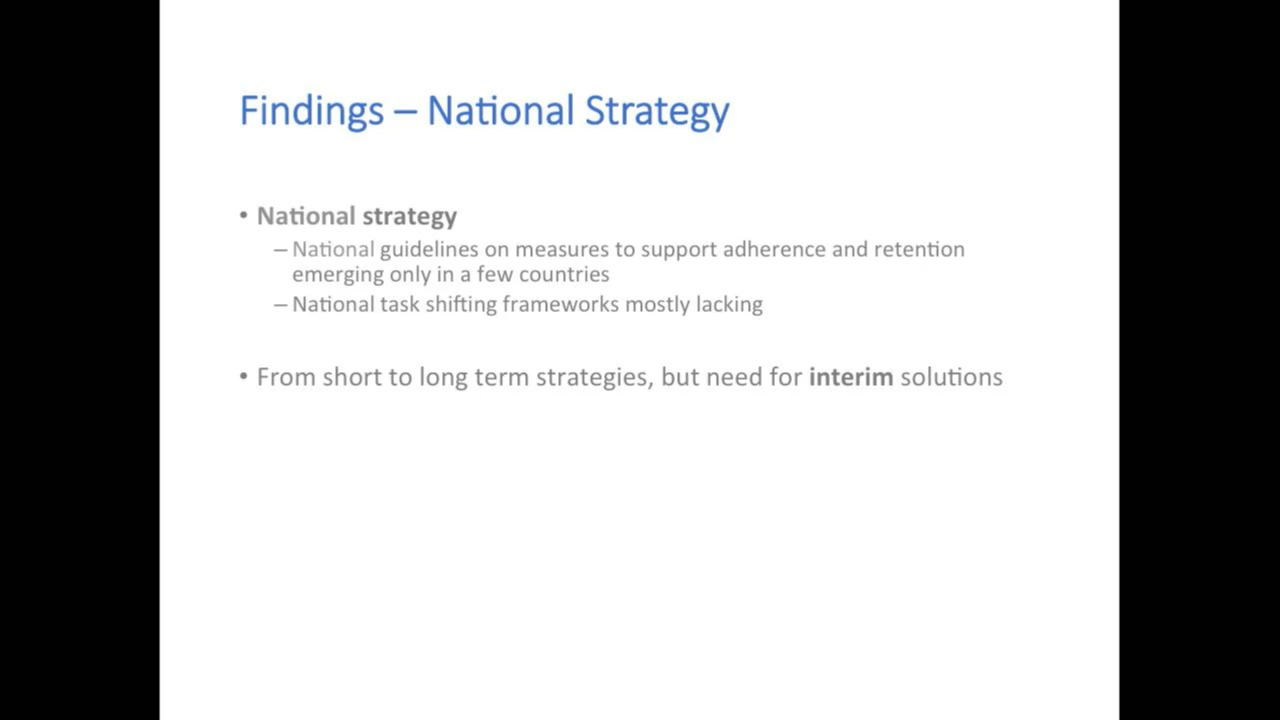 Findings – National Strategy
• National strategy
– National guidelines on measures to support adherence and retention
emerging only in a few countries
– National task shifting frameworks mostly lacking
• From short to long term strategies, but need for interim solutions